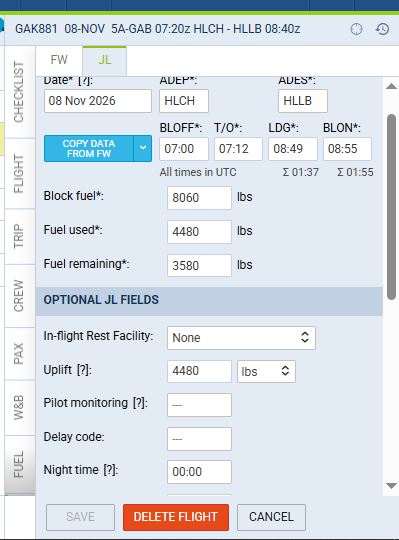 GAK881 08-NOV 5A-GAB 07:20z HLCH - HLLB 08:40z
CHECKLIST
FLIGHT
TRIP
CREW
PAX
W&B
FUEL
FW
JL
Date* [?]:
ADEP*:
ADES*:
08 Nov 2026
HLCH
HLLB
COPY DATA
FROM FW
BLOFF*:
T/O*:
LDG*:
BLON*:
07:00
07:12
08:49
08:55
All times in UTC
Σ 01:37
Σ 01:55
Block fuel*:
8060
lbs
Fuel used*:
4480
lbs
Fuel remaining*:
3580
lbs
OPTIONAL JL FIELDS
In-flight Rest Facility:
None
Uplift [?]:
4480
lbs
Pilot monitoring [?]:
---
Delay code:
---
Night time [?]:
00:00
SAVE
DELETE FLIGHT
CANCEL